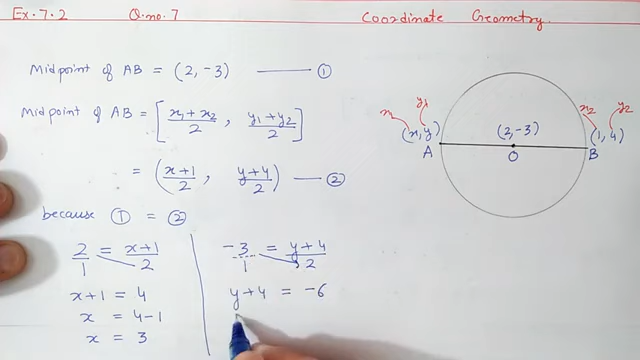 Ex. 7.2 Q.no. 7 Coordinate Geometry.
Midpoint of AB = (2, -3) ①
Midpoint of AB = [x₁+x₂/2 , y₁+y₂/2]
= (x+1/2 , y+4/2) ②
because ① = ②
2/1 = x+1/2
x+1 = 4
x = 4-1
x = 3
-3/1 = y+4/2
y+4 = -6
x₁ y₁
(x, y)
A
(2, -3)
O
x₂ y₂
(1, 4)
B